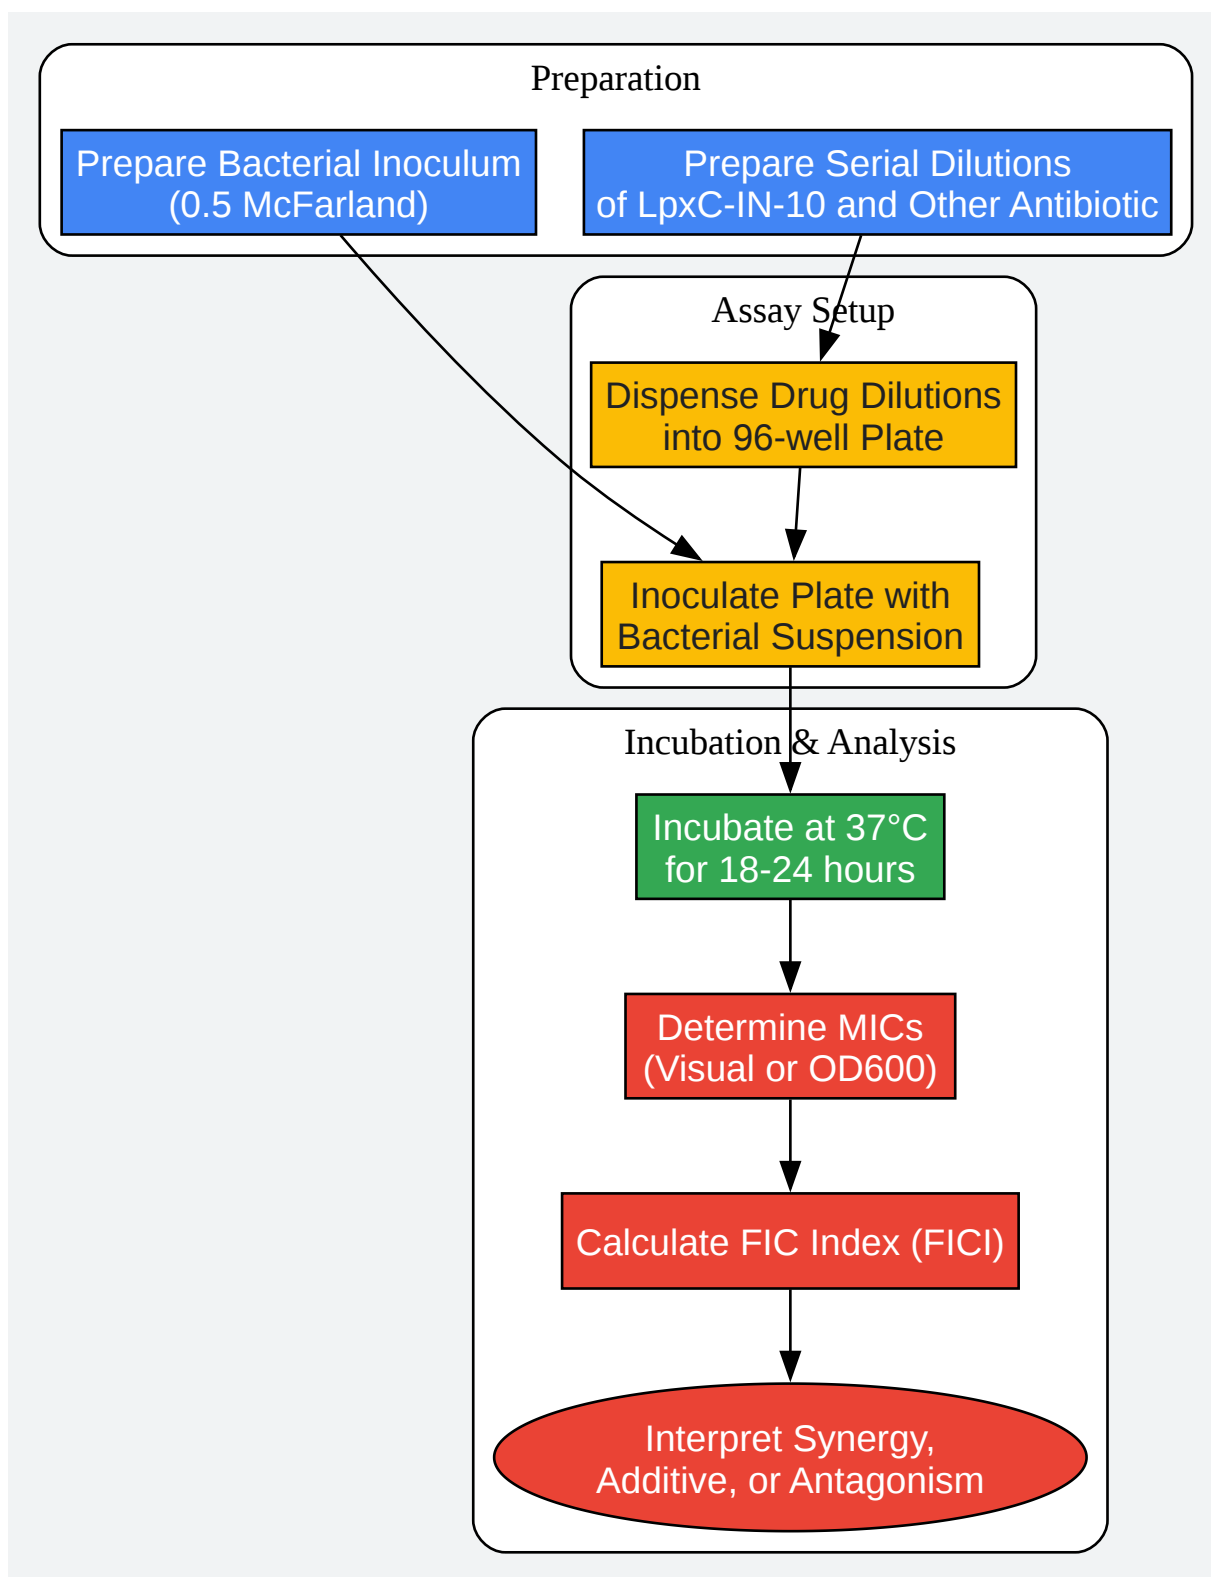 Preparation
Prepare Bacterial Inoculum
(0.5 McFarland)
Prepare Serial Dilutions
of LpxC-IN-10 and Other Antibiotic
Assay Setup
Dispense Drug Dilutions
into 96-well Plate
Inoculate Plate with
Bacterial Suspension
Incubation & Analysis
Incubate at 37°C
for 18-24 hours
Determine MICs
(Visual or OD600)
Calculate FIC Index (FICI)
Interpret Synergy,
Additive, or Antagonism